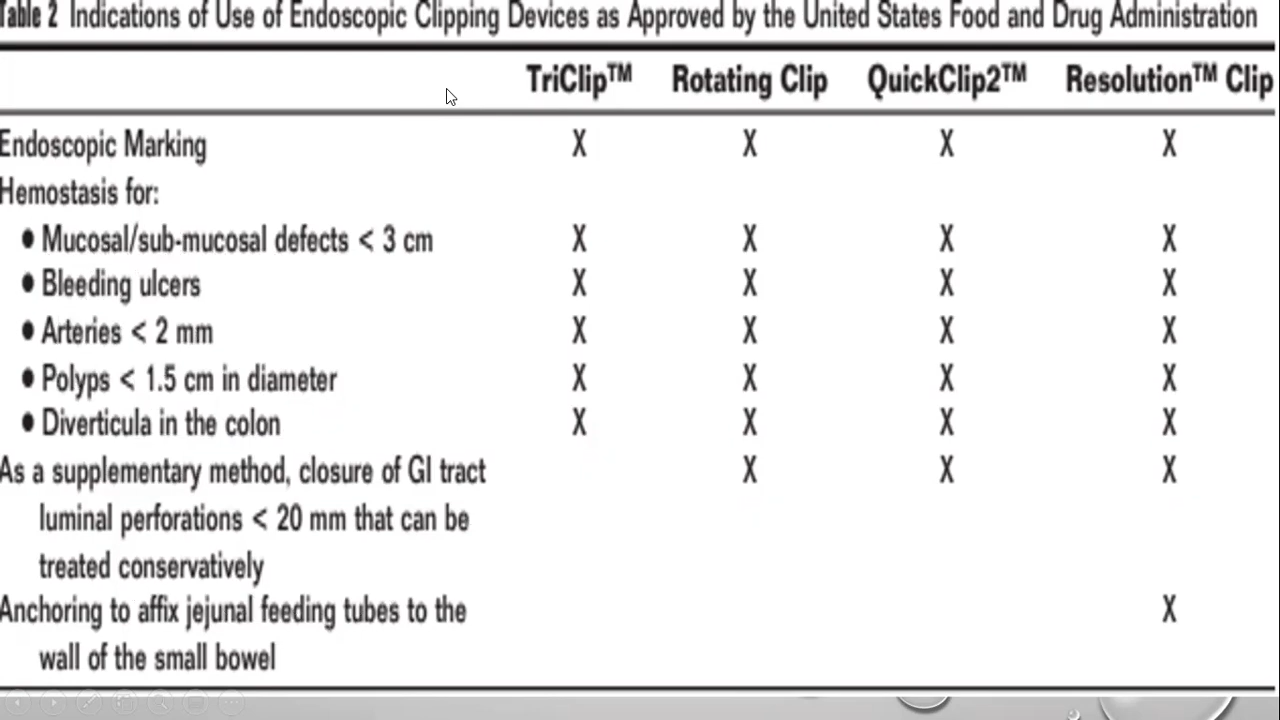 Table 2 Indications of Use of Endoscopic Clipping Devices as Approved by the United States Food and Drug Administration
TriClip™ Rotating Clip QuickClip2™ Resolution™ Clip
Endoscopic Marking X X X X
Hemostasis for:
● Mucosal/sub-mucosal defects < 3 cm X X X X
● Bleeding ulcers X X X X
● Arteries < 2 mm X X X X
● Polyps < 1.5 cm in diameter X X X X
● Diverticula in the colon X X X X
As a supplementary method, closure of GI tract X X X
luminal perforations < 20 mm that can be
treated conservatively
Anchoring to affix jejunal feeding tubes to the X
wall of the small bowel